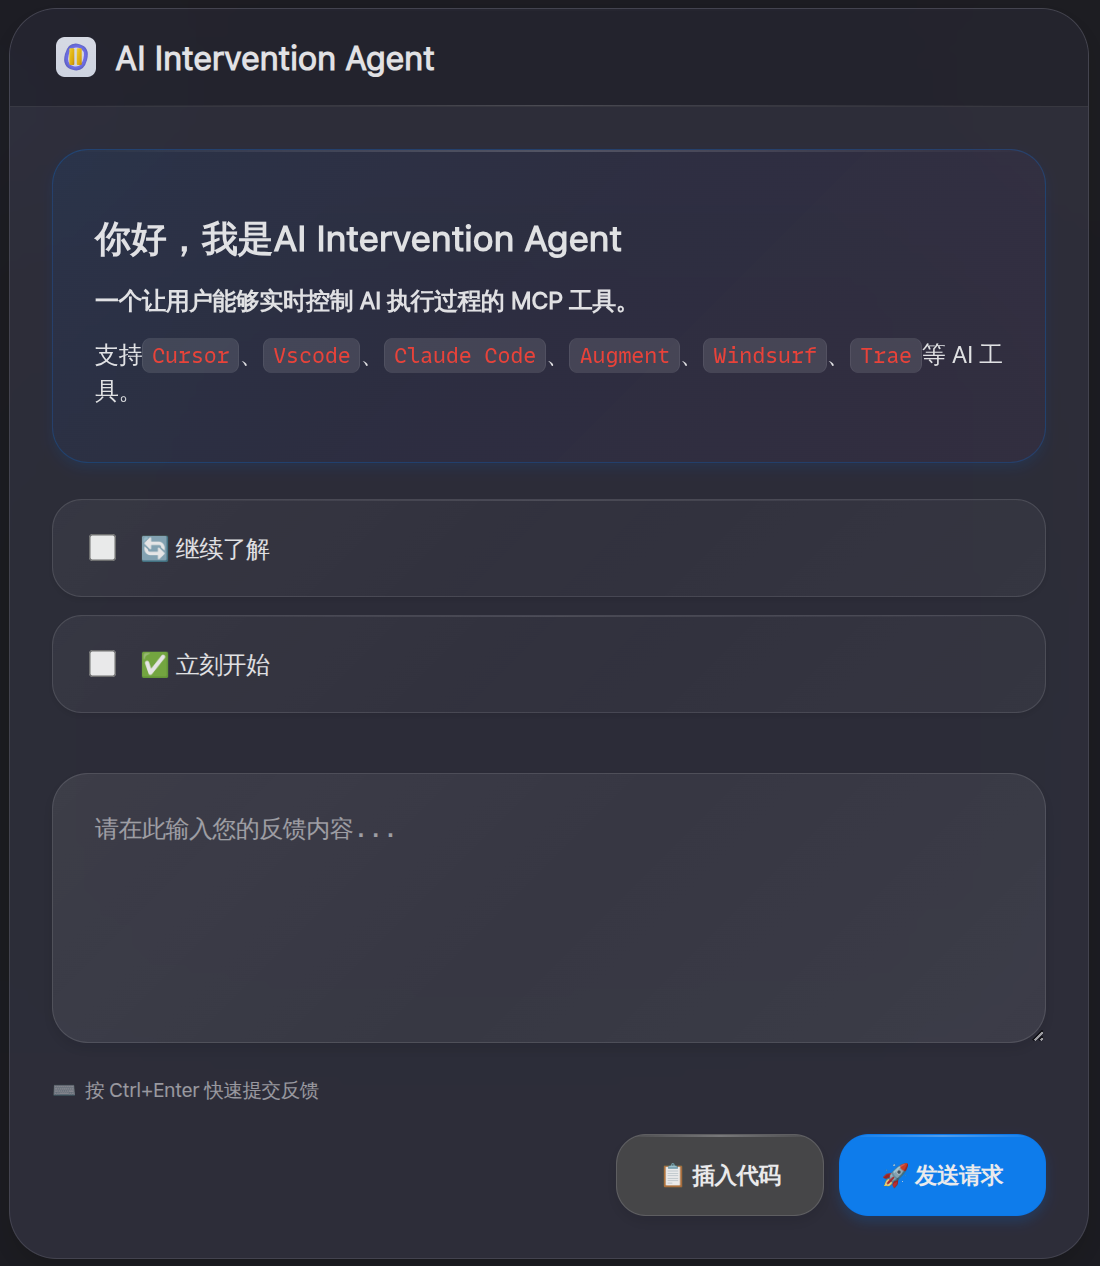 AI Intervention Agent
你好，我是AI Intervention Agent
一个让用户能够实时控制 AI 执行过程的 MCP 工具。
支持 Cursor、Vscode、Claude Code、Augment、Windsurf、Trae 等 AI 工
具。
🔄 继续了解
✅ 立刻开始
请在此输入您的反馈内容...
⌨️ 按 Ctrl+Enter 快速提交反馈
📋 插入代码
🚀 发送请求